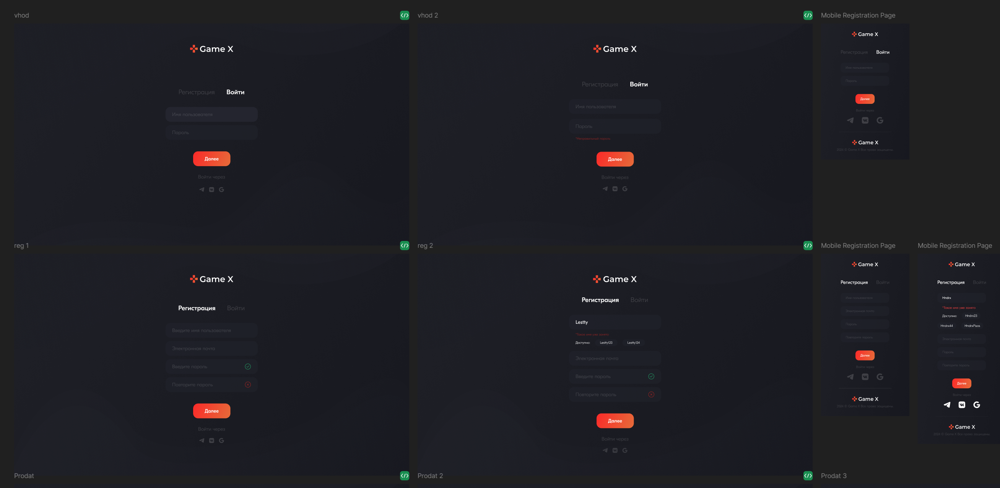 vhod
Game X
Регистрация Войти
Имя пользователя
Пароль
Далее
Войти через
vhod 2
Game X
Регистрация Войти
Имя пользователя
Пароль
*Неправильный пароль
Далее
Войти через
Mobile Registration Page
Game X
Регистрация Войти
Имя пользователя
Пароль
Далее
Войти через
Game X
2024 © Game X Все права защищены.
reg 1
Game X
Регистрация Войти
Введите имя пользователя
Электронная почта
Введите пароль
Повторите пароль
Далее
Войти через
reg 2
Game X
Регистрация Войти
Lestty
*Такое имя уже занято
Доступно: Lestty123 Lestty124
Электронная почта
Введите пароль
Повторите пароль
Далее
Войти через
Mobile Registration Page
Game X
Регистрация Войти
Имя пользователя
Электронная почта
Пароль
Повторите пароль
Далее
Войти через
Game X
2024 © Game X Все права защищены.
Mobile Registration Page
Game X
Регистрация Войти
Hndrx
*Такое имя уже занято
Доступно: Hndrx23
Hndrx44 HndrxPisos
Электронная почта
Пароль
Повторите пароль
Далее
Войти через
Game X
2024 © Game X Все права защищены.
Prodat
Prodat 2
Prodat 3